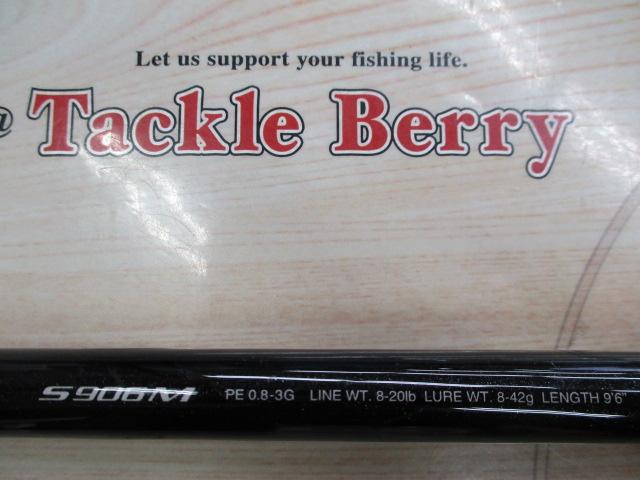 Let us support your fishing life.
@ Tackle Berry
S906M PE 0.8-3G LINE WT. 8-20lb LURE WT. 8-42g LENGTH 9'6"